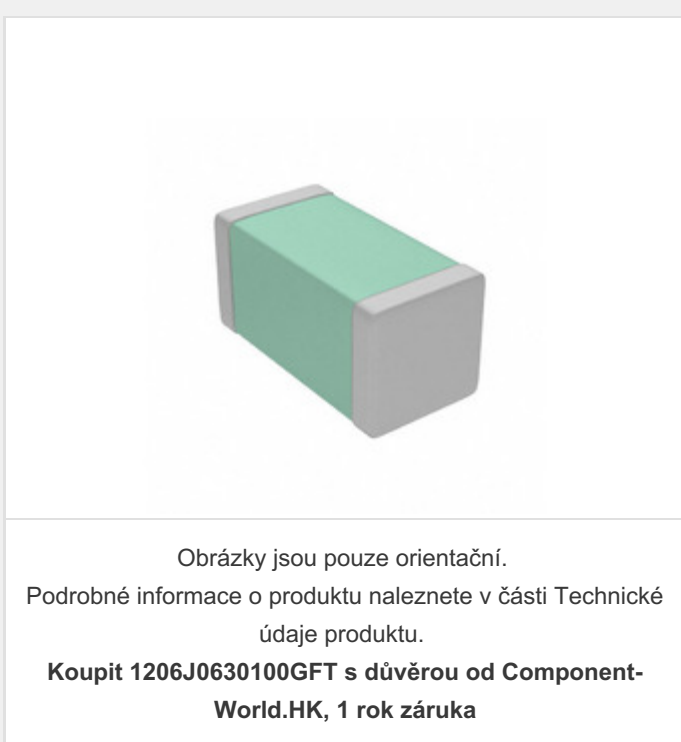 Obrázky jsou pouze orientační.
Podrobné informace o produktu naleznete v části Technické
údaje produktu.
Koupit 1206J0630100GFT s důvěrou od Component-
World.HK, 1 rok záruka